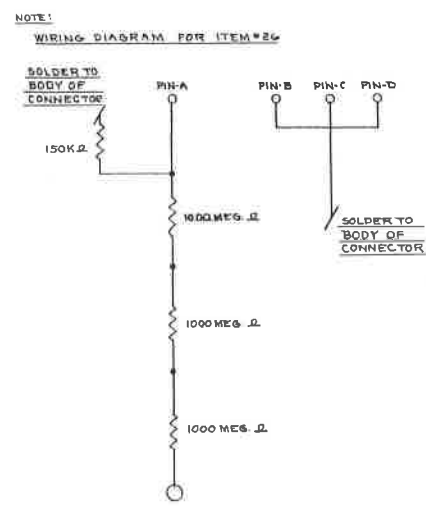 NOTE:
WIRING DIAGRAM FOR ITEM #26
SOLDER TO
BODY OF
CONNECTOR
PIN-A
PIN-B PIN-C PIN-D
150K Ω
1000 MEG. Ω
SOLDER TO
BODY OF
CONNECTOR
1000 MEG Ω
1000 MEG. Ω